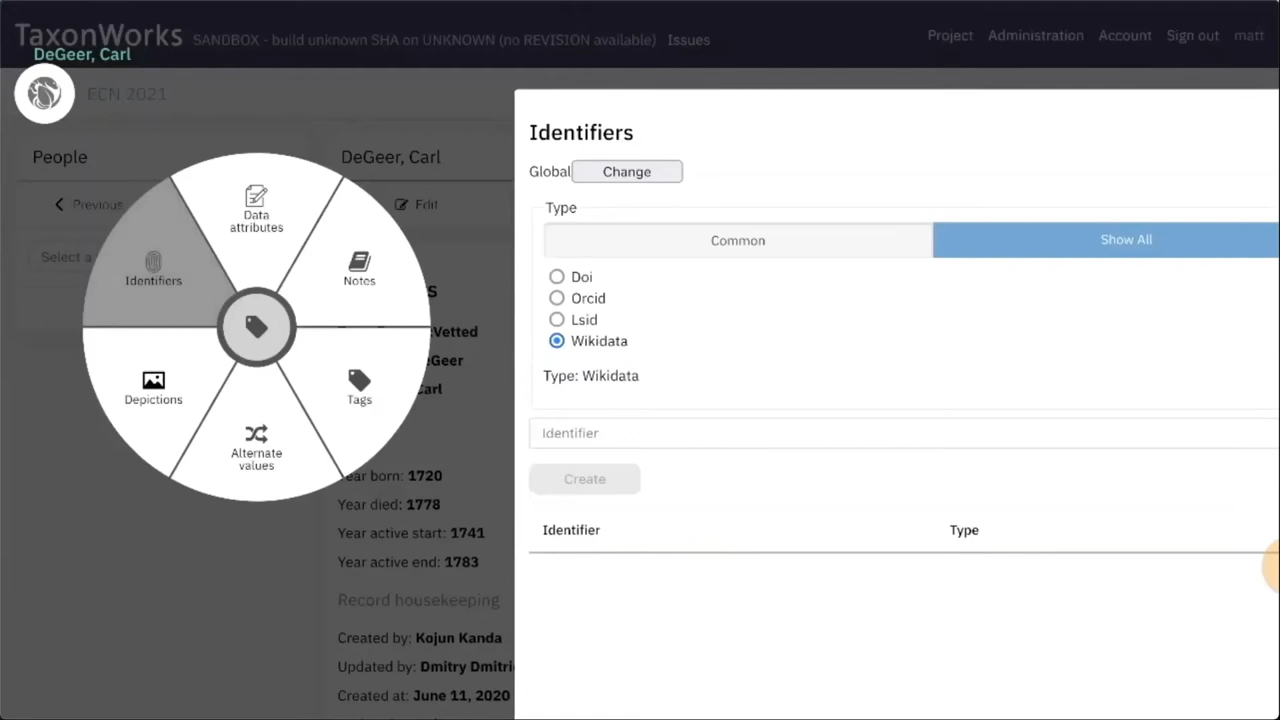 TaxonWorks SANDBOX - build unknown SHA on UNKNOWN (no REVISION available) Issues Project Administration Account Sign out matt
DeGeer, Carl
ECN 2021
People
Previous
Select a
DeGeer, Carl
Edit
Data
attributes
Identifiers
Notes
Depictions
Tags
Alternate
values
Vetted
Geer
Carl
Year born: 1720
Year died: 1778
Year active start: 1741
Year active end: 1783
Record housekeeping
Created by: Kojun Kanda
Updated by: Dmitry Dmitri
Created at: June 11, 2020
Identifiers
Global Change
Type
Common Show All
Doi
Orcid
Lsid
Wikidata
Type: Wikidata
Identifier
Create
Identifier Type